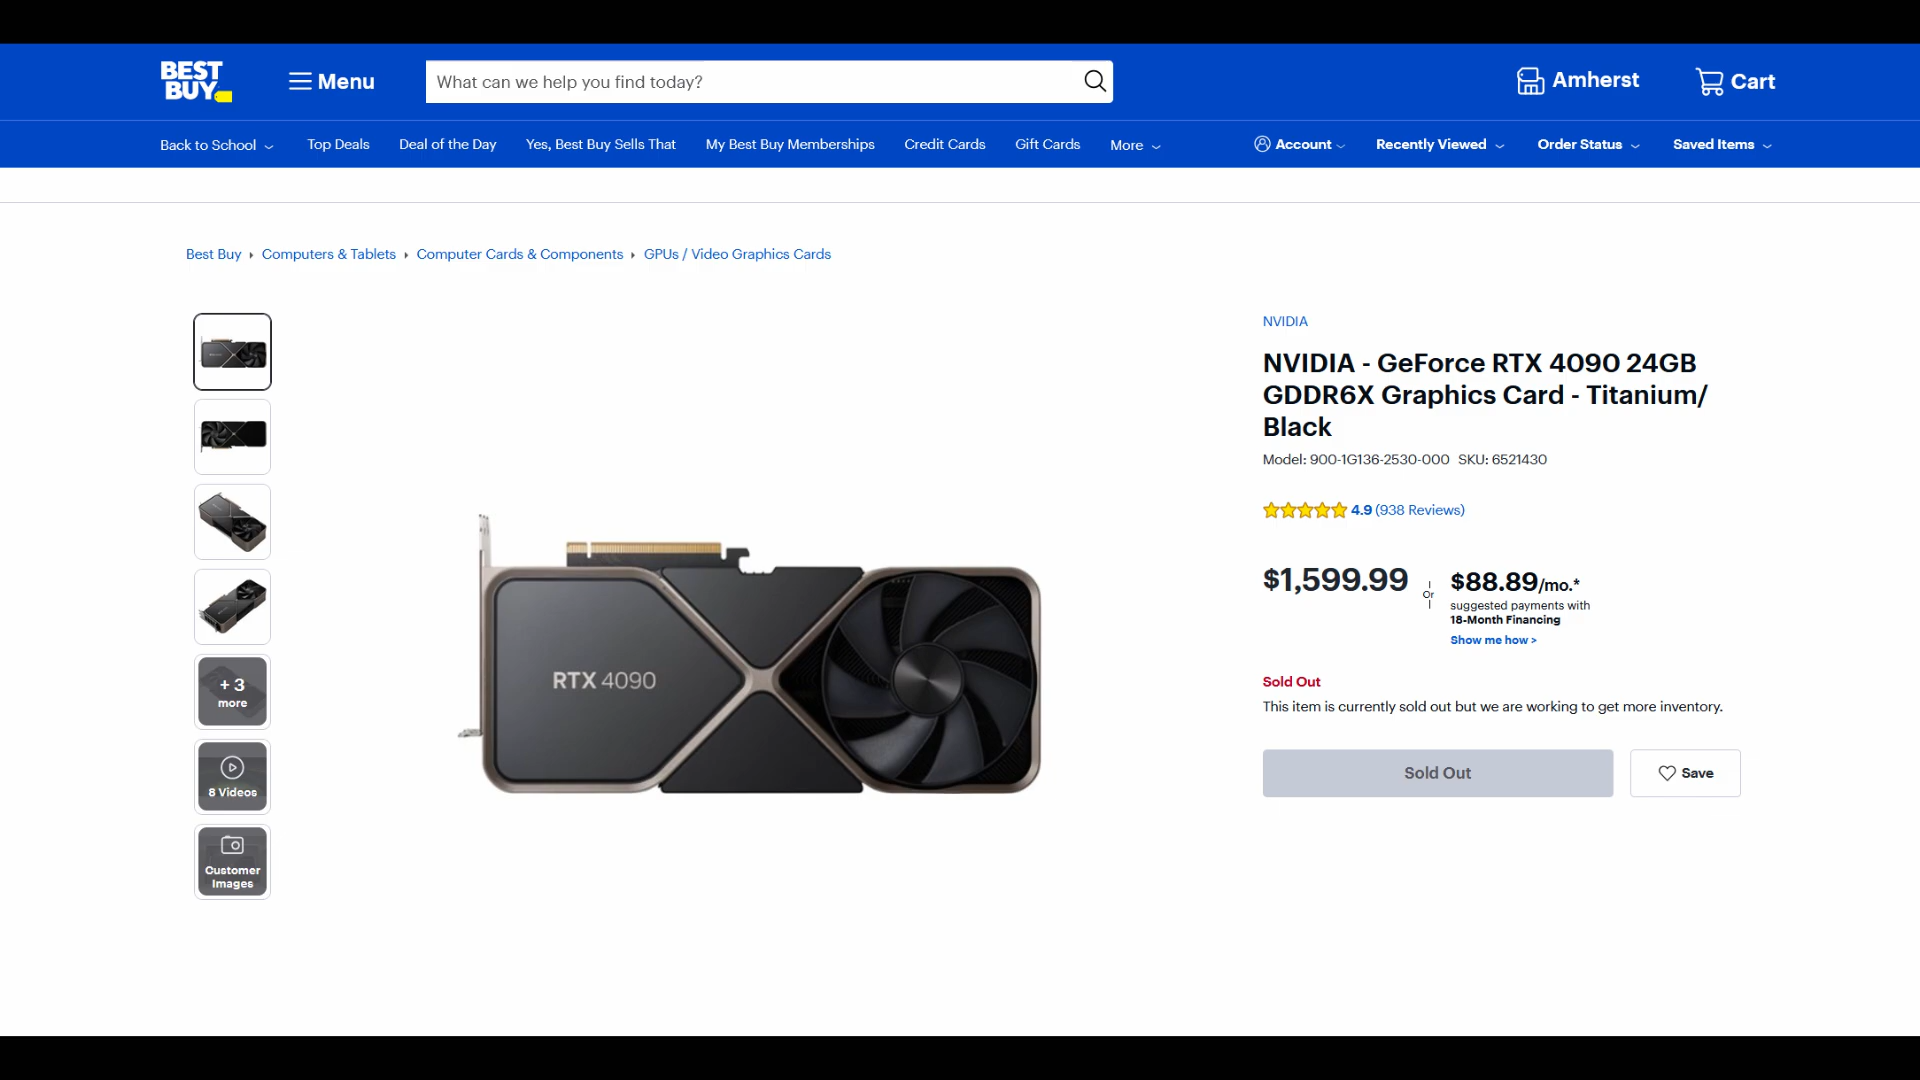 BEST
BUY
Menu
What can we help you find today?
Amherst
Cart
Back to School
Top Deals
Deal of the Day
Yes, Best Buy Sells That
My Best Buy Memberships
Credit Cards
Gift Cards
More
Account
Recently Viewed
Order Status
Saved Items
Best Buy
Computers & Tablets
Computer Cards & Components
GPUs / Video Graphics Cards
+ 3
more
8 Videos
Customer
Images
RTX 4090
NVIDIA
NVIDIA - GeForce RTX 4090 24GB
GDDR6X Graphics Card - Titanium/
Black
Model: 900-1G136-2530-000 SKU: 6521430
4.9 (938 Reviews)
$1,599.99
Or
$88.89/mo.*
suggested payments with
18-Month Financing
Show me how >
Sold Out
This item is currently sold out but we are working to get more inventory.
Sold Out
Save